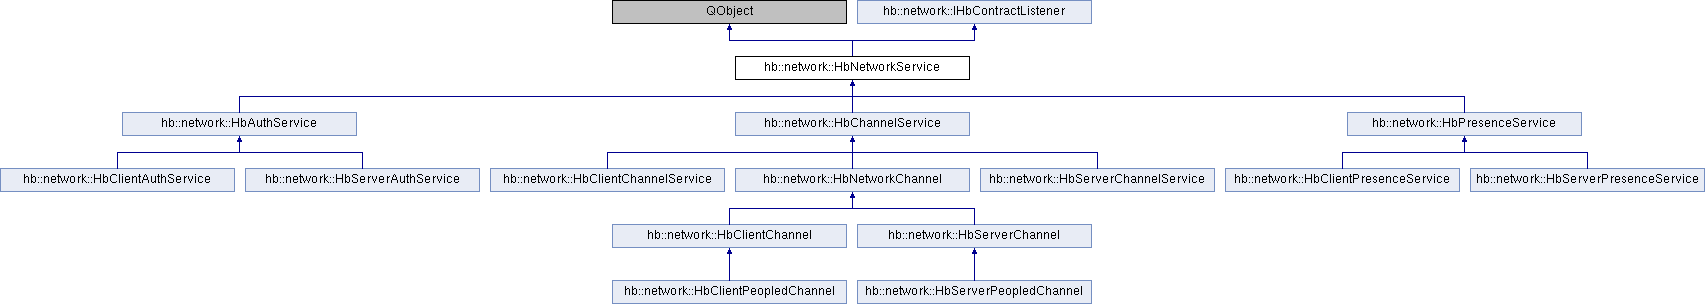 QObject
hb::network::IHbContractListener
hb::network::HbNetworkService
hb::network::HbAuthService
hb::network::HbChannelService
hb::network::HbPresenceService
hb::network::HbClientAuthService
hb::network::HbServerAuthService
hb::network::HbClientChannelService
hb::network::HbNetworkChannel
hb::network::HbServerChannelService
hb::network::HbClientPresenceService
hb::network::HbServerPresenceService
hb::network::HbClientChannel
hb::network::HbServerChannel
hb::network::HbClientPeopledChannel
hb::network::HbServerPeopledChannel